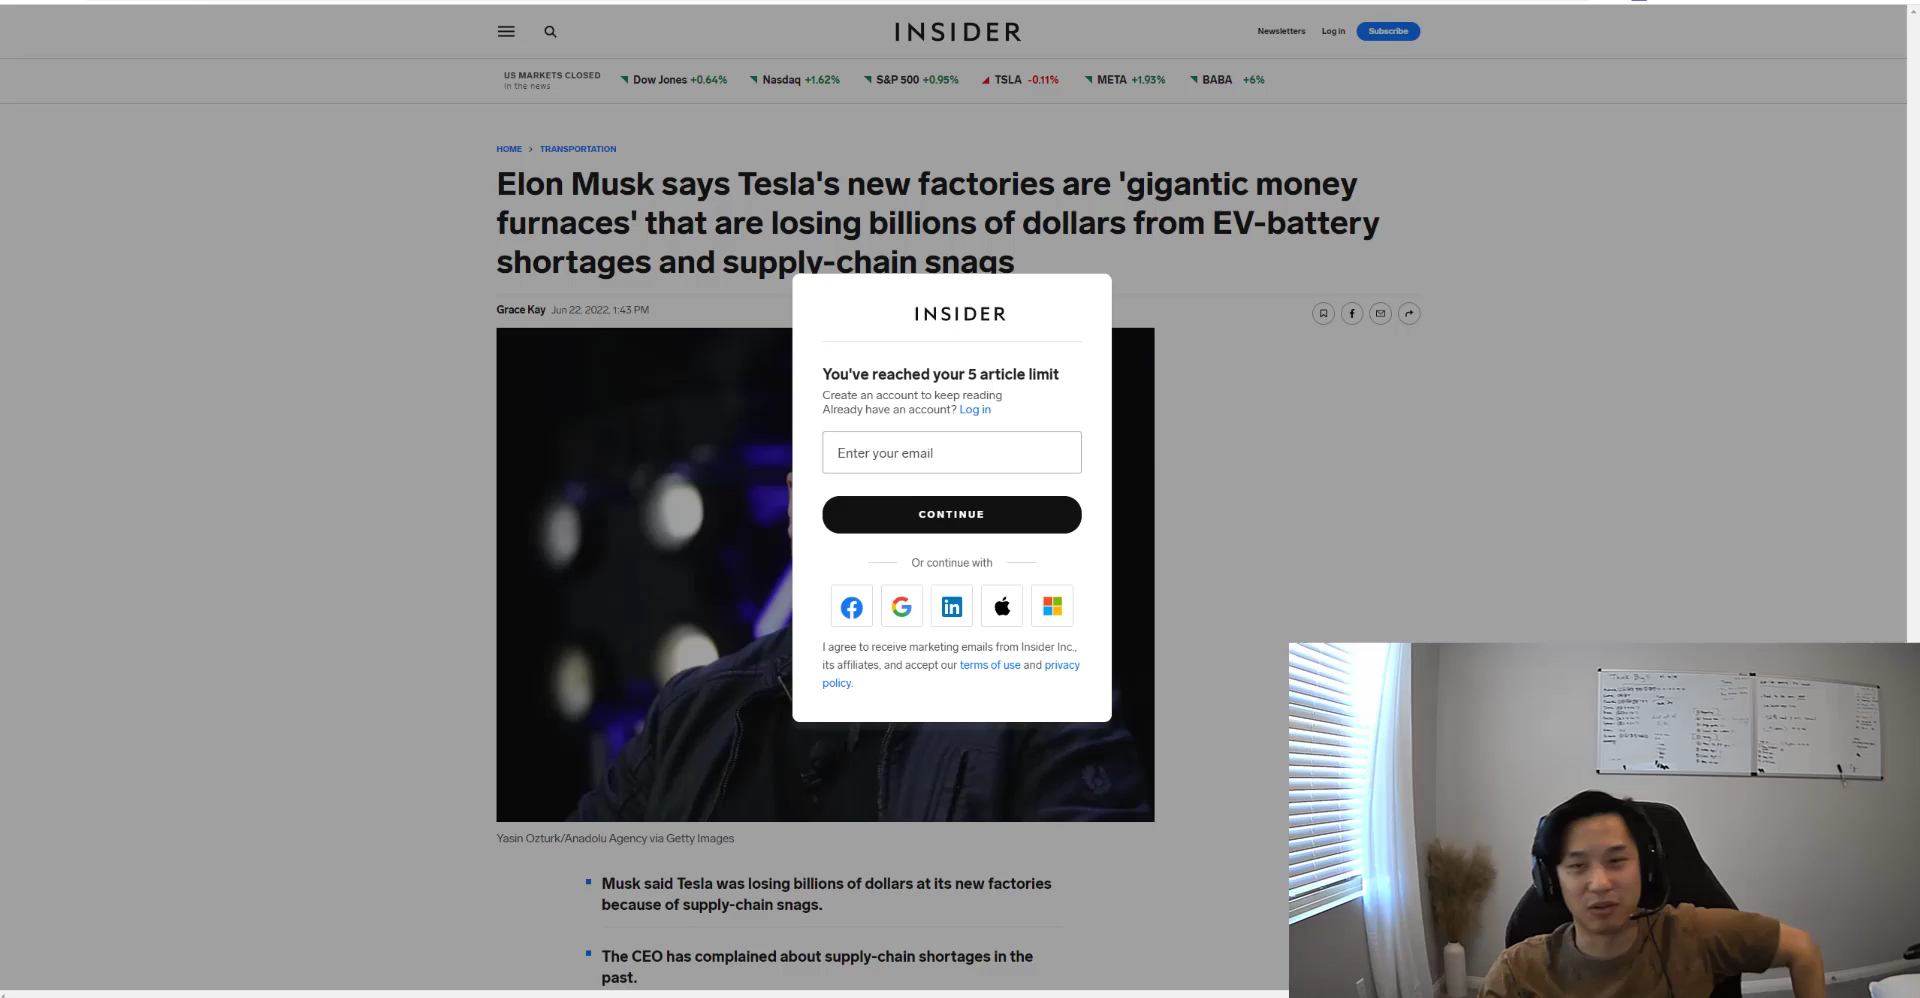 INSIDER
Newsletters
Log in
Subscribe
US MARKETS CLOSED
In the news
Dow Jones +0.64%
Nasdaq +1.62%
S&P 500 +0.95%
TSLA -0.11%
META +1.93%
BABA +6%
HOME > TRANSPORTATION
Elon Musk says Tesla's new factories are 'gigantic money
furnaces' that are losing billions of dollars from EV-battery
shortages and supply-chain snags
Grace Kay Jun 22, 2022, 1:43 PM
INSIDER
You've reached your 5 article limit
Create an account to keep reading
Already have an account? Log in
Enter your email
CONTINUE
Or continue with
I agree to receive marketing emails from Insider Inc.,
its affiliates, and accept our terms of use and privacy
policy.
Yasin Ozturk/Anadolu Agency via Getty Images
Musk said Tesla was losing billions of dollars at its new factories
because of supply-chain snags.
The CEO has complained about supply-chain shortages in the
past.